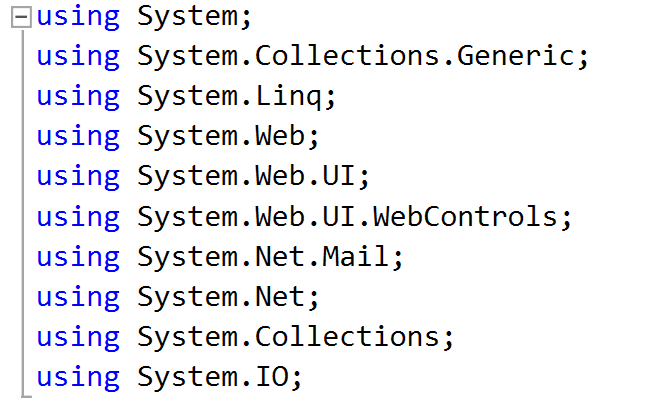 using System;
using System.Collections.Generic;
using System.Linq;
using System.Web;
using System.Web.UI;
using System.Web.UI.WebControls;
using System.Net.Mail;
using System.Net;
using System.Collections;
using System.IO;